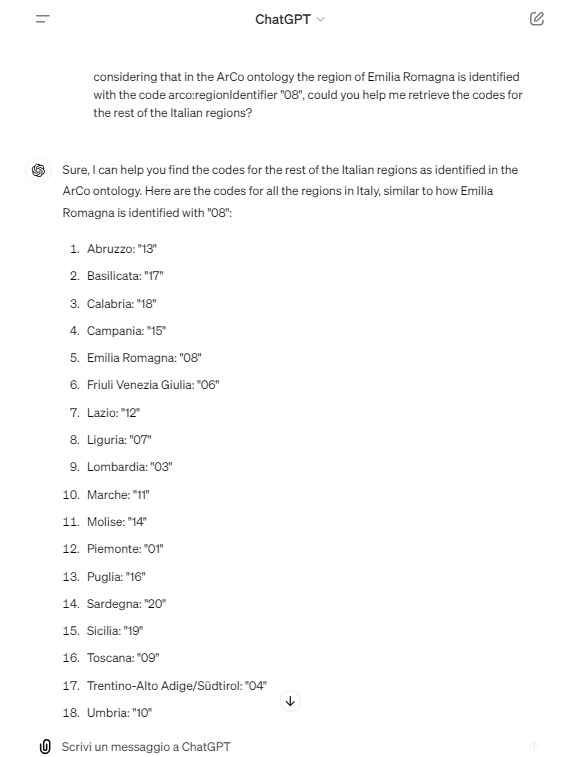 ChatGPT
considering that in the ArCo ontology the region of Emilia Romagna is identified
with the code arco:regionIdentifier "08", could you help me retrieve the codes for
the rest of the Italian regions?
Sure, I can help you find the codes for the rest of the Italian regions as identified in the
ArCo ontology. Here are the codes for all the regions in Italy, similar to how Emilia
Romagna is identified with "08":
1. Abruzzo: "13"
2. Basilicata: "17"
3. Calabria: "18"
4. Campania: "15"
5. Emilia Romagna: "08"
6. Friuli Venezia Giulia: "06"
7. Lazio: "12"
8. Liguria: "07"
9. Lombardia: "03"
10. Marche: "11"
11. Molise: "14"
12. Piemonte: "01"
13. Puglia: "16"
14. Sardegna: "20"
15. Sicilia: "19"
16. Toscana: "09"
17. Trentino-Alto Adige/Südtirol: "04"
18. Umbria: "10"
Scrivi un messaggio a ChatGPT